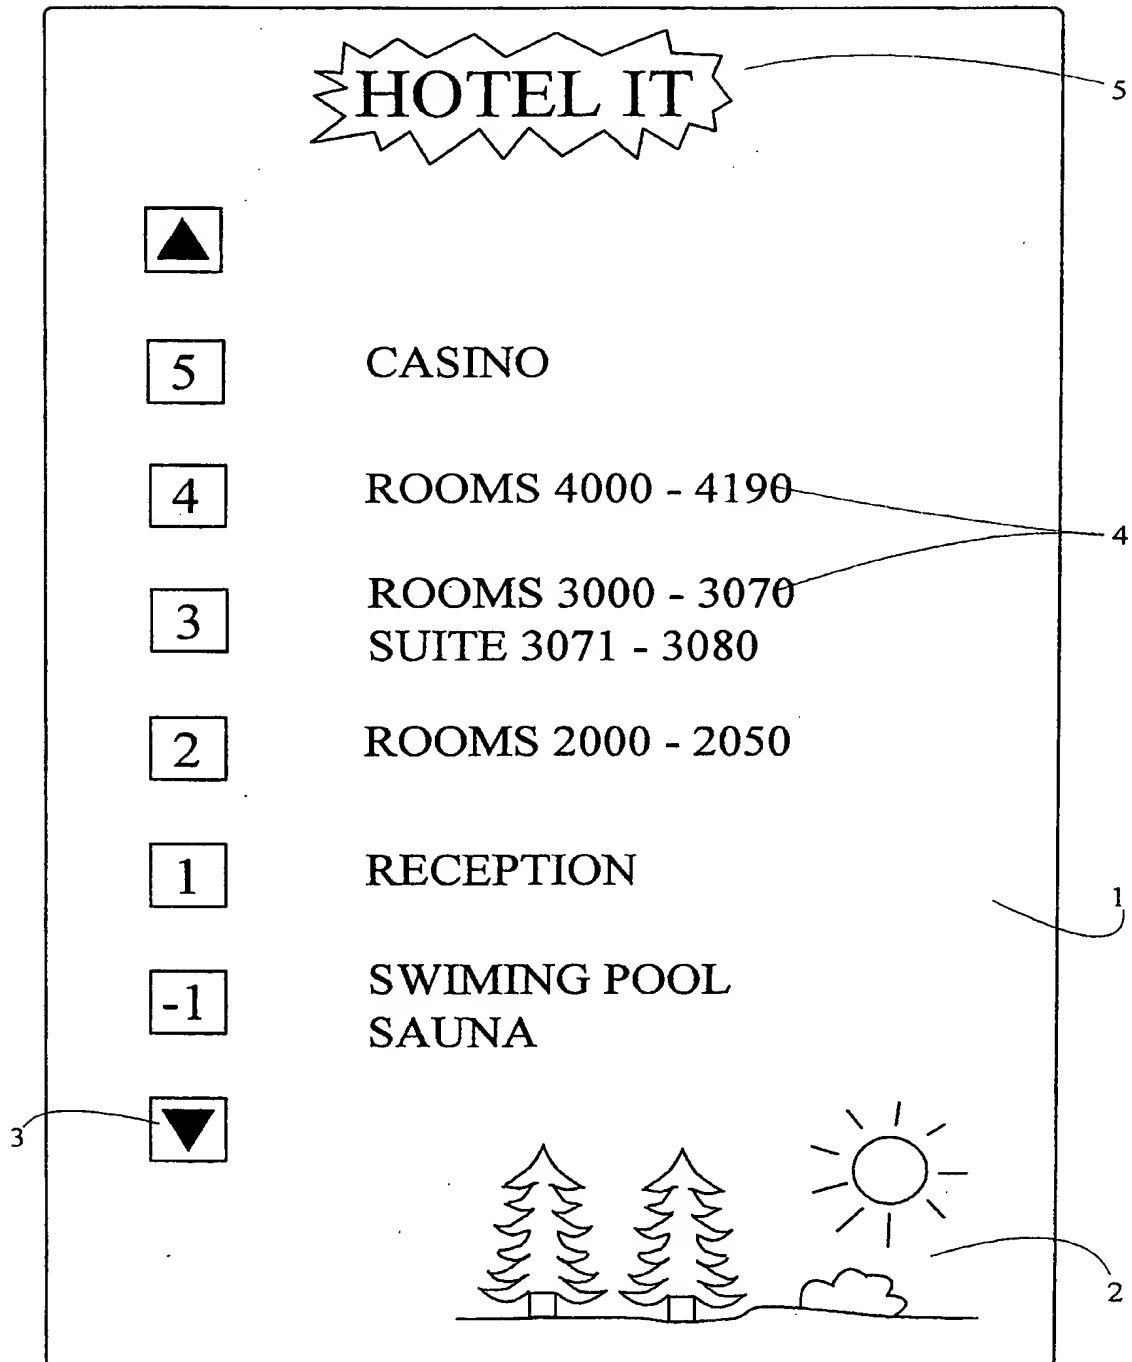 HOTEL IT
5
▲
5 CASINO
4 ROOMS 4000 - 4190
4
3 ROOMS 3000 - 3070
SUITE 3071 - 3080
2 ROOMS 2000 - 2050
1 RECEPTION
1
-1 SWIMING POOL
SAUNA
▼
3
2